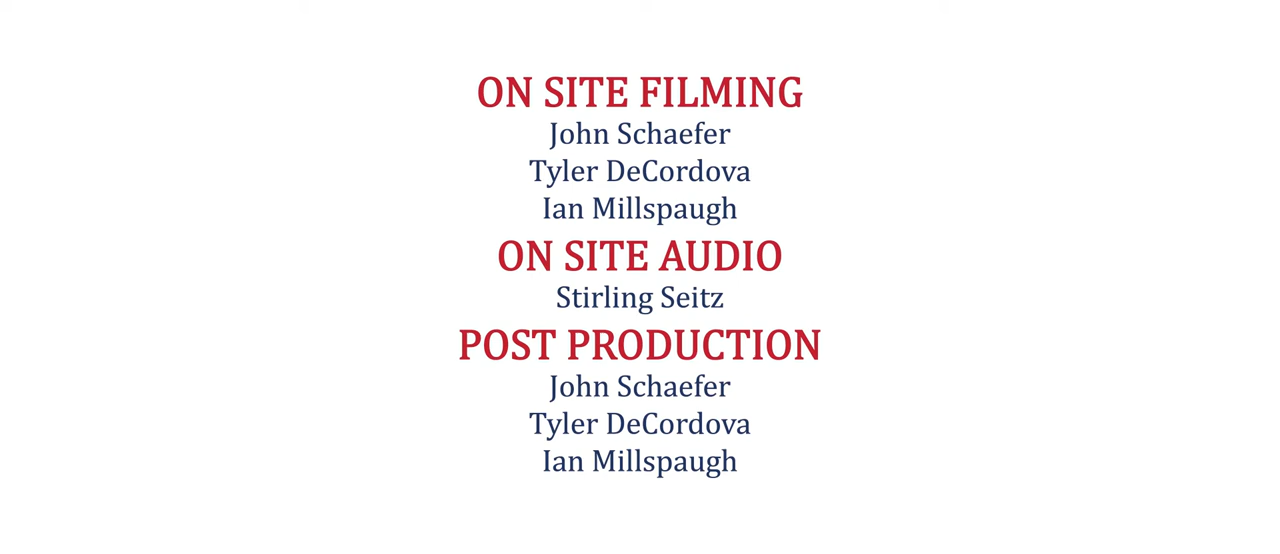 ON SITE FILMING
John Schaefer
Tyler DeCordova
Ian Millspaugh
ON SITE AUDIO
Stirling Seitz
POST PRODUCTION
John Schaefer
Tyler DeCordova
Ian Millspaugh